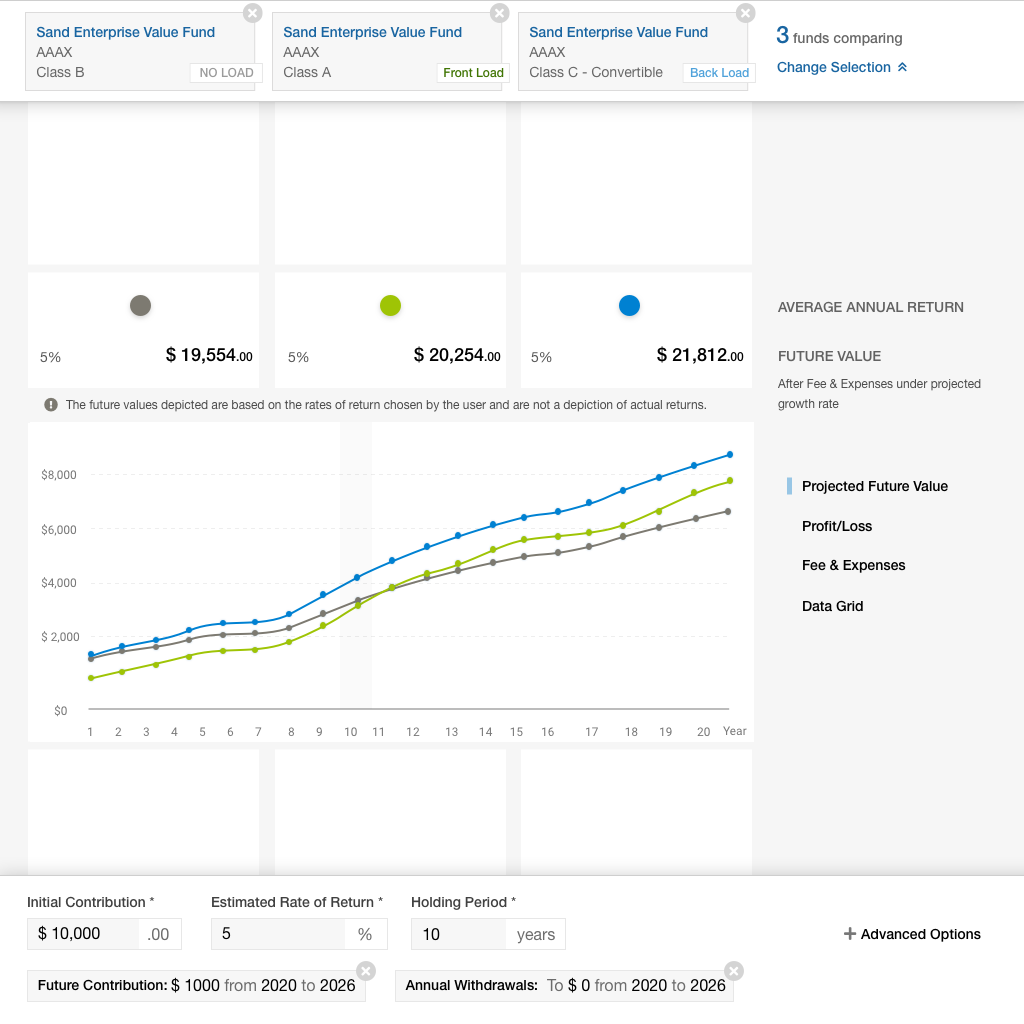 Sand Enterprise Value Fund
AAAX
Class B
NO LOAD
Sand Enterprise Value Fund
AAAX
Class A
Front Load
Sand Enterprise Value Fund
AAAX
Class C - Convertible
Back Load
3 funds comparing
Change Selection
5%
$ 19,554.00
5%
$ 20,254.00
5%
$ 21,812.00
AVERAGE ANNUAL RETURN
FUTURE VALUE
After Fee & Expenses under projected
growth rate
The future values depicted are based on the rates of return chosen by the user and are not a depiction of actual returns.
$8,000
$6,000
$4,000
$ 2,000
$0
1 2 3 4 5 6 7 8 9 10 11 12 13 14 15 16 17 18 19 20 Year
Projected Future Value
Profit/Loss
Fee & Expenses
Data Grid
Initial Contribution *
$ 10,000 .00
Estimated Rate of Return *
5 %
Holding Period *
10 years
+ Advanced Options
Future Contribution: $ 1000 from 2020 to 2026
Annual Withdrawals: To $ 0 from 2020 to 2026